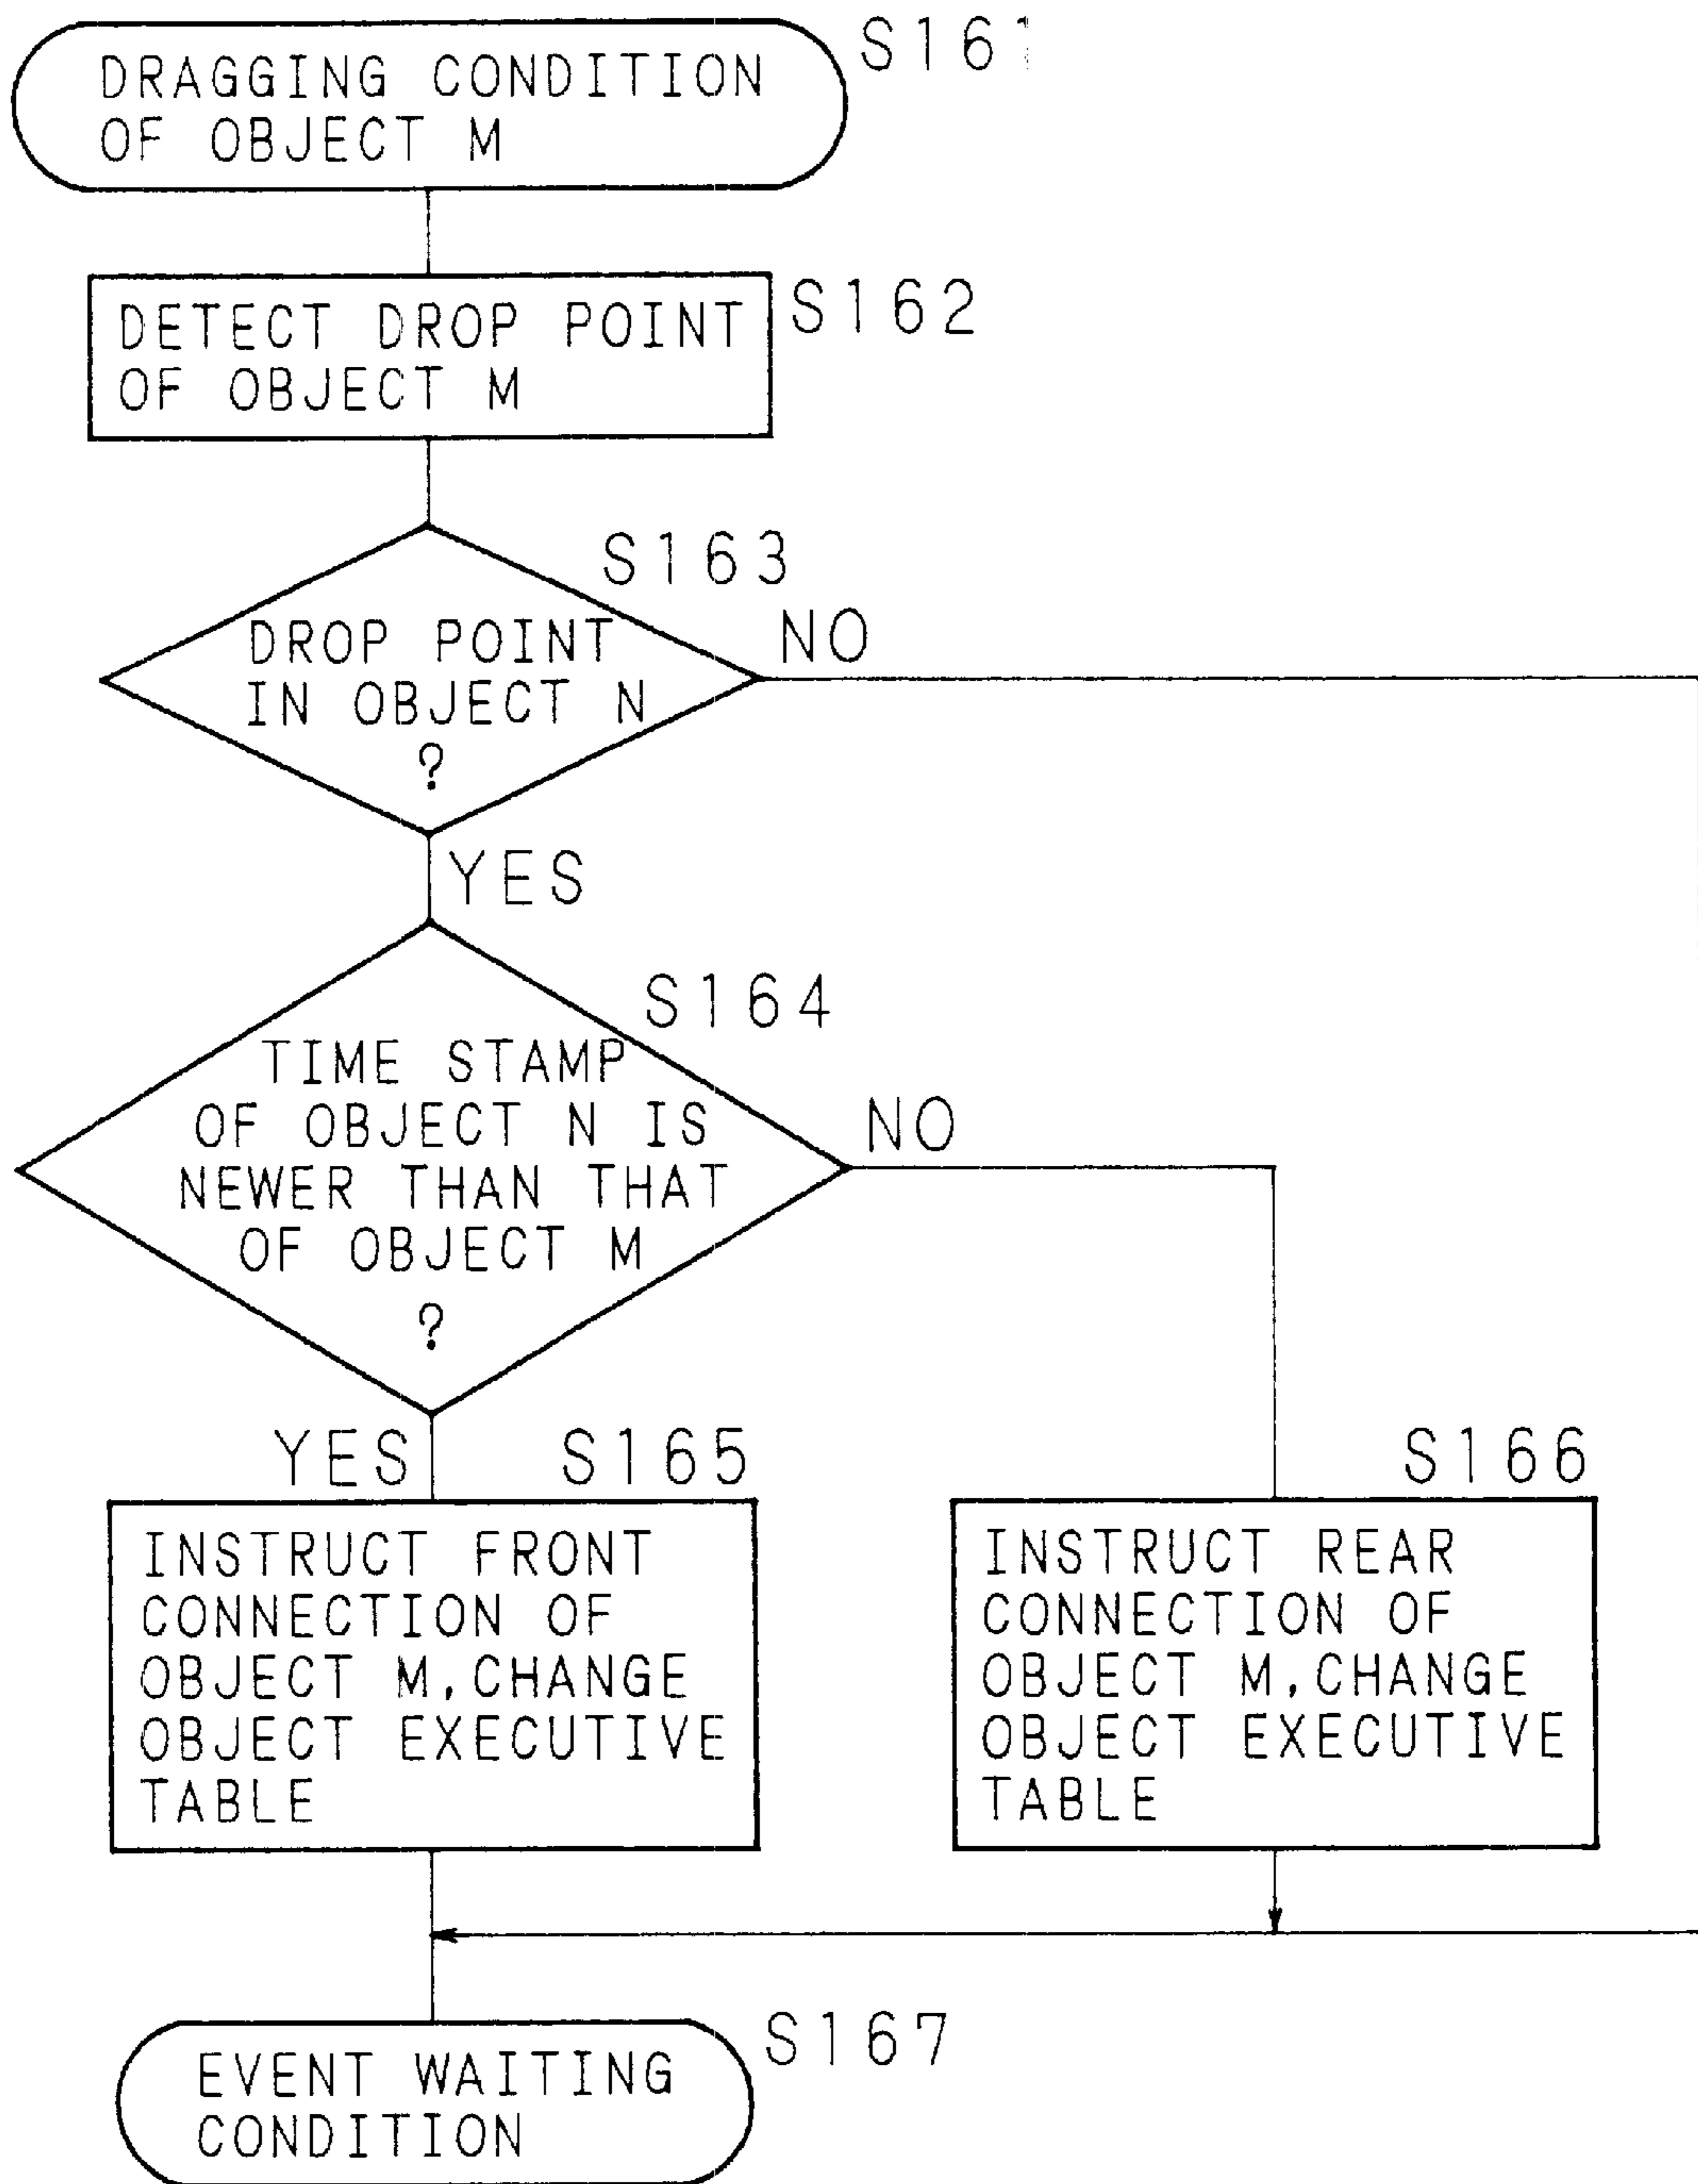 S161
DRAGGING CONDITION
OF OBJECT M
S162
DETECT DROP POINT
OF OBJECT M
S163
DROP POINT
IN OBJECT N
?
NO
YES
S164
TIME STAMP
OF OBJECT N IS
NEWER THAN THAT
OF OBJECT M
?
NO
YES
S165
INSTRUCT FRONT
CONNECTION OF
OBJECT M,CHANGE
OBJECT EXECUTIVE
TABLE
S166
INSTRUCT REAR
CONNECTION OF
OBJECT M,CHANGE
OBJECT EXECUTIVE
TABLE
S167
EVENT WAITING
CONDITION